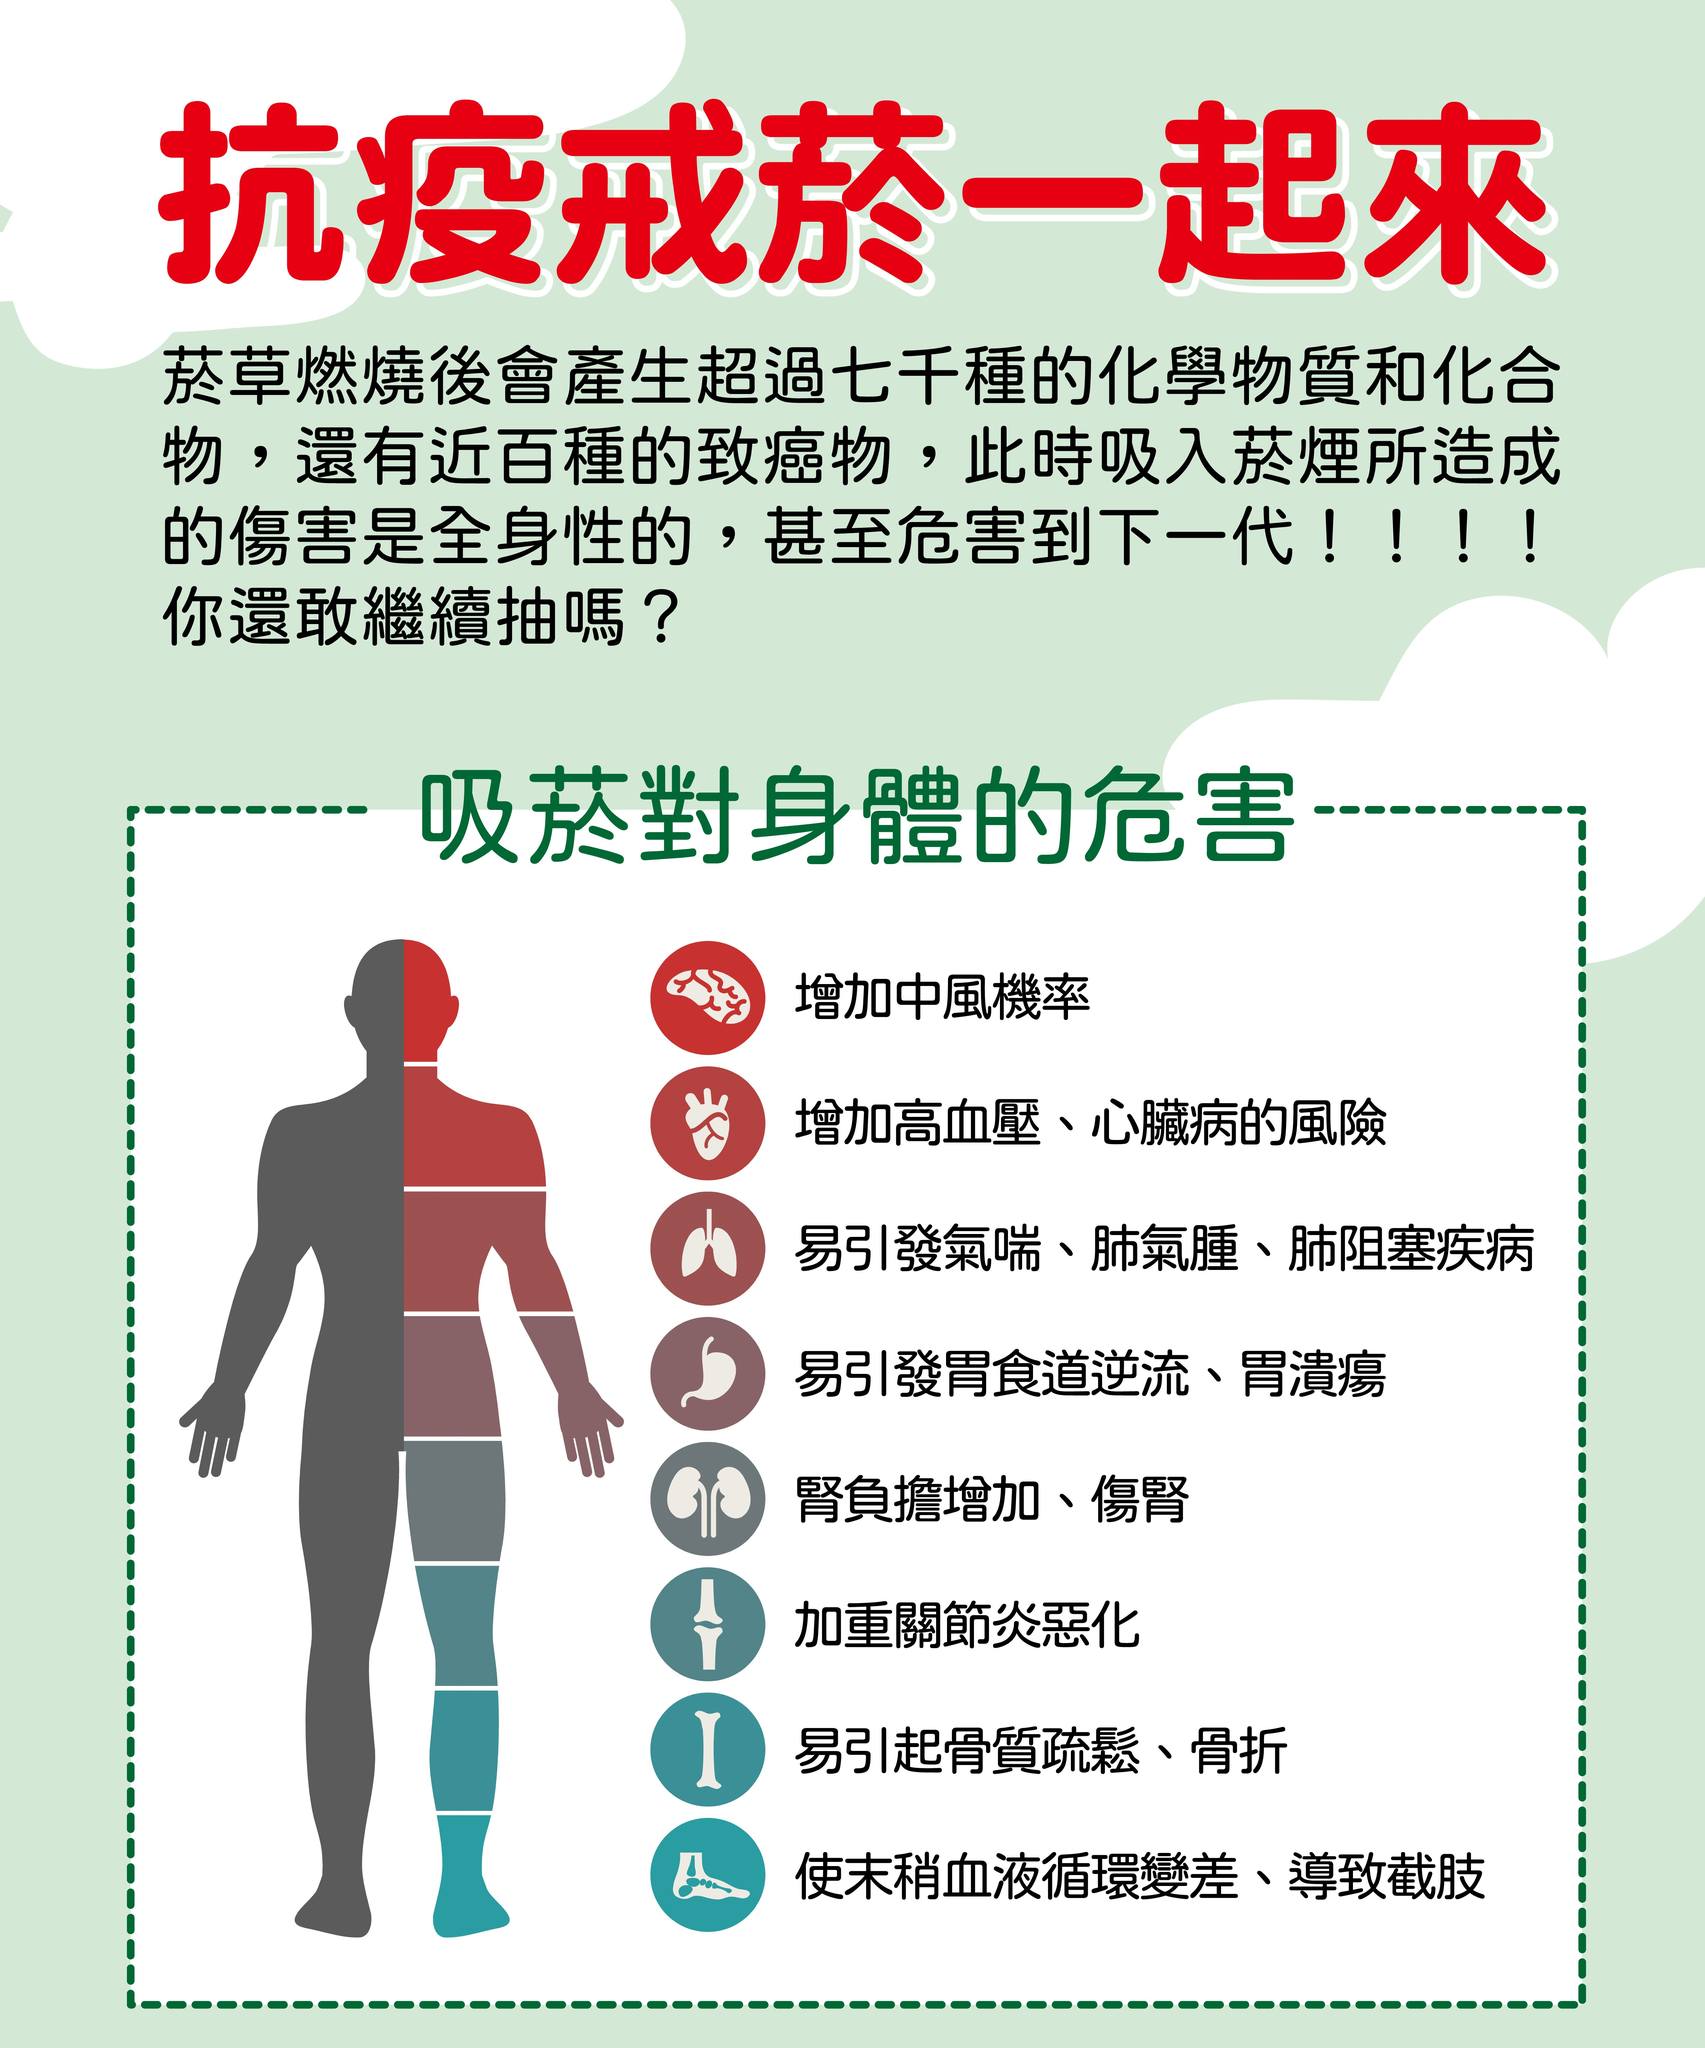 抗疫戒菸一起來
菸草燃燒後會產生超過七千種的化學物質和化合
物，還有近百種的致癌物，此時吸入菸煙所造成
的傷害是全身性的，甚至危害到下一代！！！！
你還敢繼續抽嗎？
吸菸對身體的危害
增加中風機率
增加高血壓、心臟病的風險
易引發氣喘、肺氣腫、肺阻塞疾病
易引發胃食道逆流、胃潰瘍
腎負擔增加、傷腎
加重關節炎惡化
易引起骨質疏鬆、骨折
使末稍血液循環變差、導致截肢